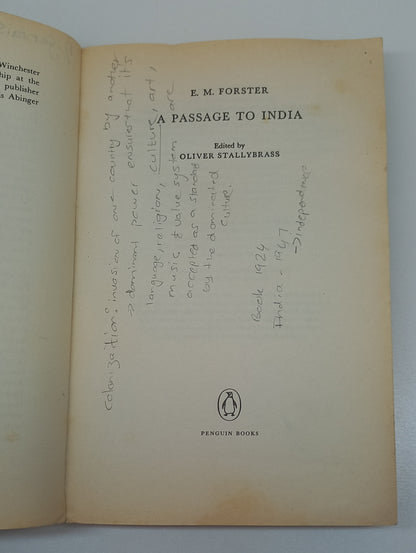 Winchester
ship at the
publisher
s Abinger
E. M. FORSTER
A PASSAGE TO INDIA
Edited by
OLIVER STALLYBRASS
Colonization: invasion of one country by another
→ dominant power ensures that its
language, religion, culture, art,
music, & value system are
accepted as a standard
by the dominated
culture.
Book 1924
India - 1947
→ independence
PENGUIN BOOKS